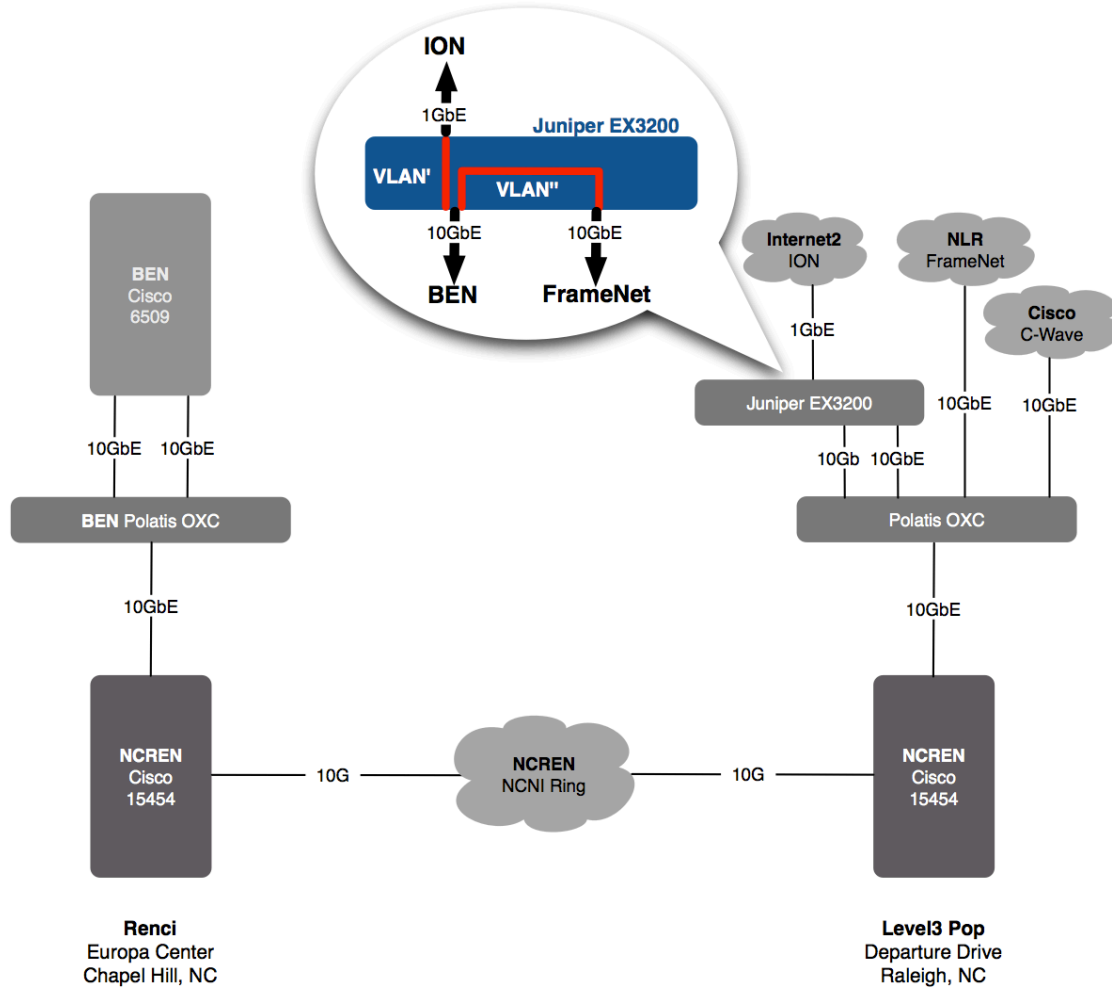 ION
1GbE
Juniper EX3200
VLAN'
VLAN"
10GbE
10GbE
BEN
FrameNet
BEN
Cisco
6509
10GbE
10GbE
BEN Polatis OXC
10GbE
NCREN
Cisco
15454
10G
NCREN
NCNI Ring
10G
Internet2
ION
NLR
FrameNet
Cisco
C-Wave
1GbE
Juniper EX3200
10GbE
10GbE
10Gb
10GbE
Polatis OXC
10GbE
NCREN
Cisco
15454
Renci
Europa Center
Chapel Hill, NC
Level3 Pop
Departure Drive
Raleigh, NC